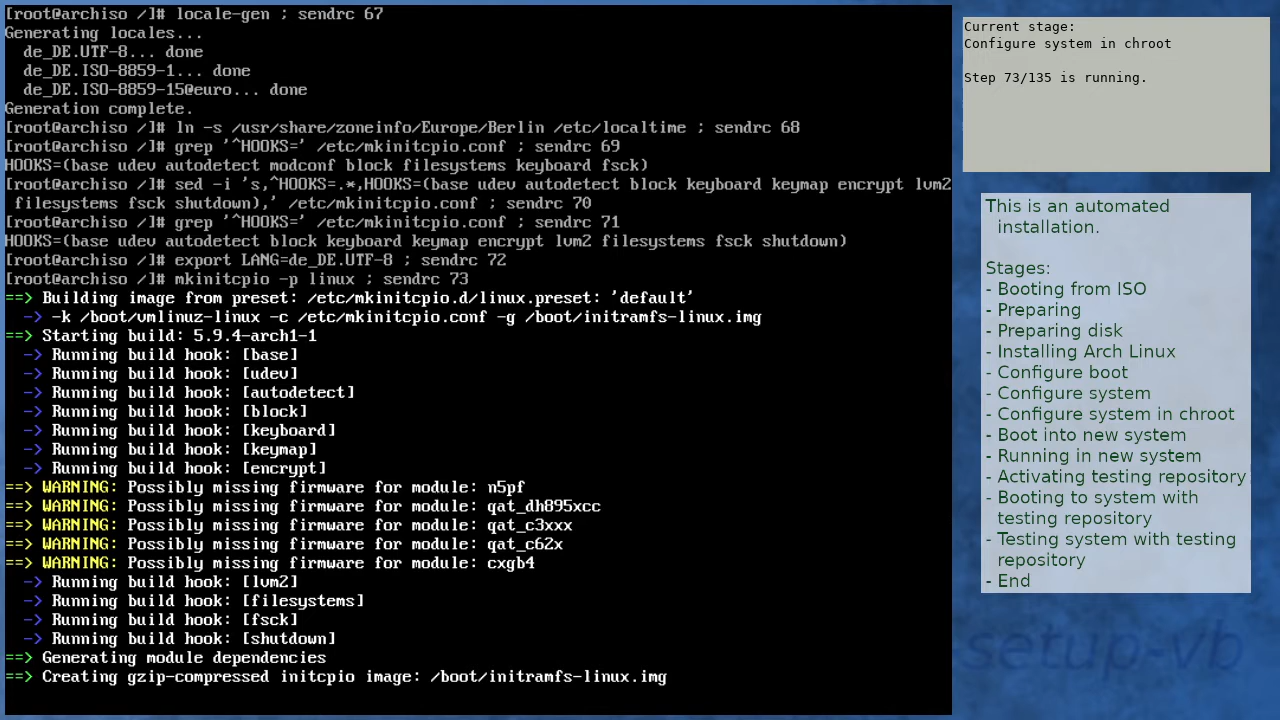 [root@archiso /]# locale-gen ; sendrc 67
Generating locales...
  de_DE.UTF-8... done
  de_DE.ISO-8859-1... done
  de_DE.ISO-8859-15@euro... done
Generation complete.
[root@archiso /]# ln -s /usr/share/zoneinfo/Europe/Berlin /etc/localtime ; sendrc 68
[root@archiso /]# grep '^HOOKS=' /etc/mkinitcpio.conf ; sendrc 69
HOOKS=(base udev autodetect modconf block filesystems keyboard fsck)
[root@archiso /]# sed -i 's,^HOOKS=.*,HOOKS=(base udev autodetect block keyboard keymap encrypt lvm2
 filesystems fsck shutdown),' /etc/mkinitcpio.conf ; sendrc 70
[root@archiso /]# grep '^HOOKS=' /etc/mkinitcpio.conf ; sendrc 71
HOOKS=(base udev autodetect block keyboard keymap encrypt lvm2 filesystems fsck shutdown)
[root@archiso /]# export LANG=de_DE.UTF-8 ; sendrc 72
[root@archiso /]# mkinitcpio -p linux ; sendrc 73
==> Building image from preset: /etc/mkinitcpio.d/linux.preset: 'default'
  -> -k /boot/vmlinuz-linux -c /etc/mkinitcpio.conf -g /boot/initramfs-linux.img
==> Starting build: 5.9.4-arch1-1
  -> Running build hook: [base]
  -> Running build hook: [udev]
  -> Running build hook: [autodetect]
  -> Running build hook: [block]
  -> Running build hook: [keyboard]
  -> Running build hook: [keymap]
  -> Running build hook: [encrypt]
==> WARNING: Possibly missing firmware for module: n5pf
==> WARNING: Possibly missing firmware for module: qat_dh895xcc
==> WARNING: Possibly missing firmware for module: qat_c3xxx
==> WARNING: Possibly missing firmware for module: qat_c62x
==> WARNING: Possibly missing firmware for module: cxgb4
  -> Running build hook: [lvm2]
  -> Running build hook: [filesystems]
  -> Running build hook: [fsck]
  -> Running build hook: [shutdown]
==> Generating module dependencies
==> Creating gzip-compressed initcpio image: /boot/initramfs-linux.img
Current stage:
Configure system in chroot
Step 73/135 is running.
This is an automated
installation.
Stages:
- Booting from ISO
- Preparing
- Preparing disk
- Installing Arch Linux
- Configure boot
- Configure system
- Configure system in chroot
- Boot into new system
- Running in new system
- Activating testing repository
- Booting to system with
testing repository
- Testing system with testing
repository
- End
setup-vb